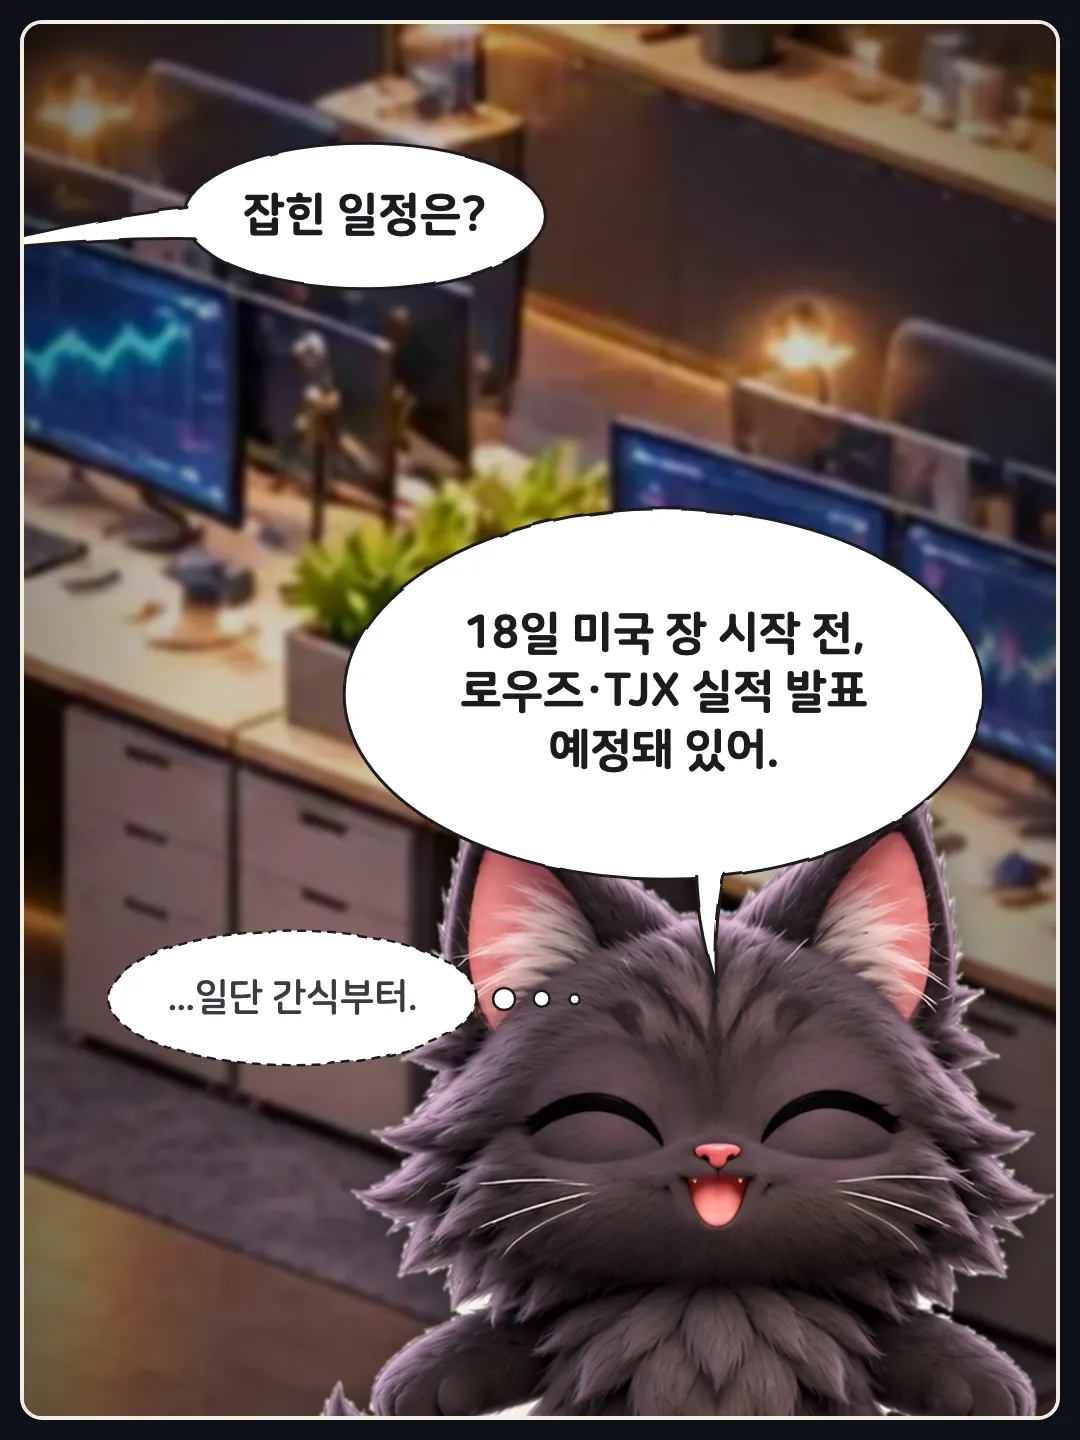 잡힌 일정은?
18일 미국 장 시작 전,
로우즈·TJX 실적 발표
예정돼 있어.
...일단 간식부터.